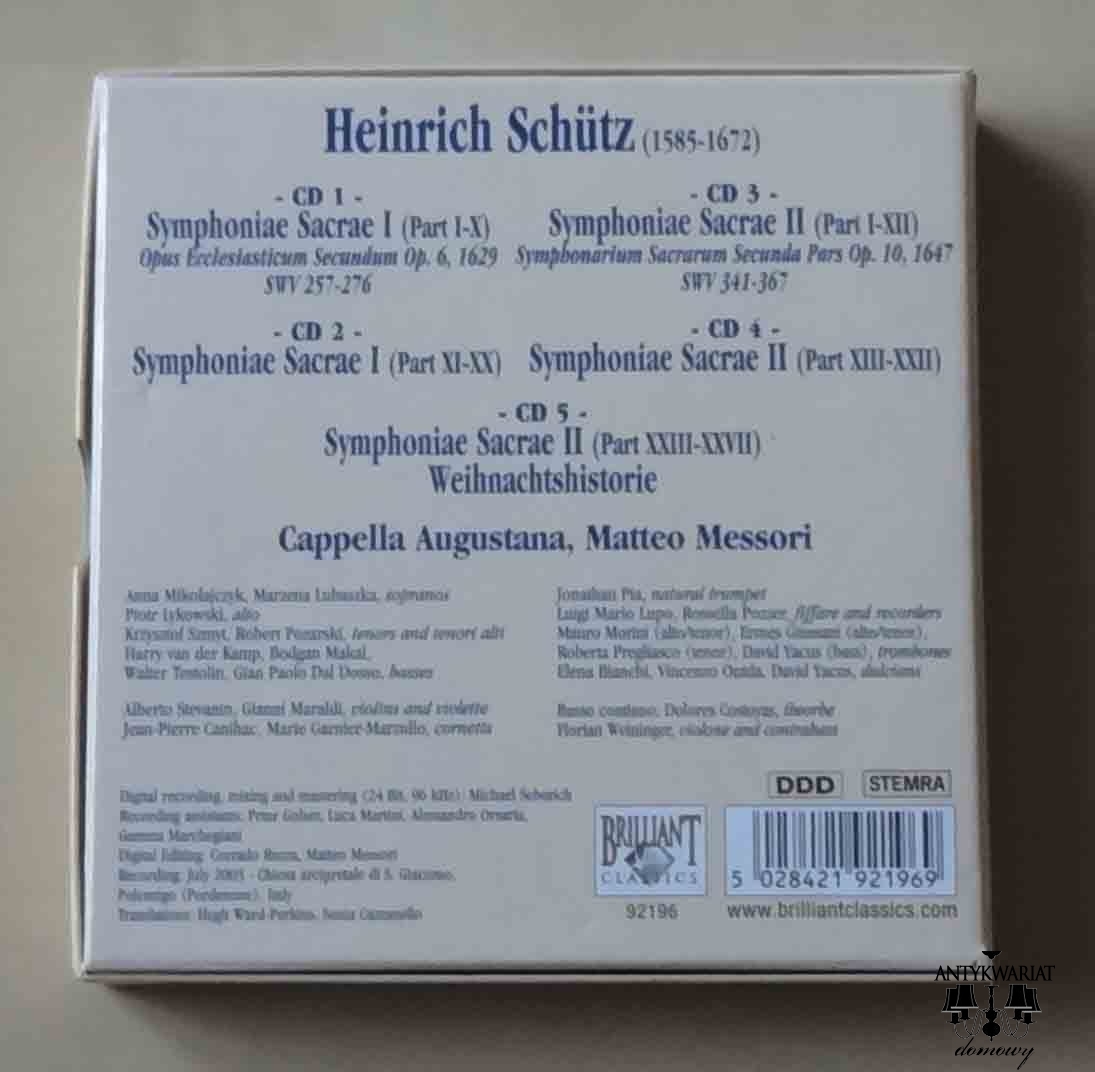 Heinrich Schütz (1585-1672)
- CD 1 -
Symphoniae Sacrae I (Part I-X)
Opus Ecclesiasticum Secundum Op. 6, 1629
SWV 257-276
- CD 2 -
Symphoniae Sacrae I (Part XI-XX)
- CD 3 -
Symphoniae Sacrae II (Part I-XII)
Symphonarium Sacrarum Secunda Pars Op. 10, 1647
SWV 341-367
- CD 4 -
Symphoniae Sacrae II (Part XIII-XXII)
- CD 5 -
Symphoniae Sacrae II (Part XXIII-XXVII)
Weihnachtshistorie
Cappella Augustana, Matteo Messori
Anna Mikolajczyk, Marzena Lubaszka, sopranos
Piotr Lykowski, alto
Krzysztof Szmyt, Robert Pozarski, tenors and tenori alti
Harry van der Kamp, Bodgan Makal,
Walter Testolin, Gian Paolo Dal Dosso, basses
Alberto Stevanin, Gianni Maraldi, violins and violette
Jean-Pierre Canihac, Marie Garnier-Marzullo, cornetts
Jonathan Pia, natural trumpet
Luigi Mario Lupo, Rossella Pozzer, fiffare and recorders
Mauro Morini (alto/tenor), Ermes (alto/tenor),
Roberta Pregliasco (tenor), David Yacus (bass), trombones
Elena Bianchi, Vincenzo Onida, David Yacus, dulcians
Basso continuo, Dolores Costoyas, theorbe
Florian Weininger, violone and contrabass
Digital recording, mixing and mastering (24 Bit, 96 kHz): Michael Seberich
Recording assistants: Peter Luca Martini, Alessandro
Gemma Marchegiani
Digital Editing: Corrado Matteo Messori
Recording: July - Chiesa arcipretale di S. Giacomo,
Polcenigo (Pordenone), Italy
Translations: Hugh Ward-Perkins, Sonia
DDD
STEMRA
BRILLIANT
CLASSICS
92196
5 028421 921969
www.brilliantclassics.com
ANTYKWARIAT
domowy